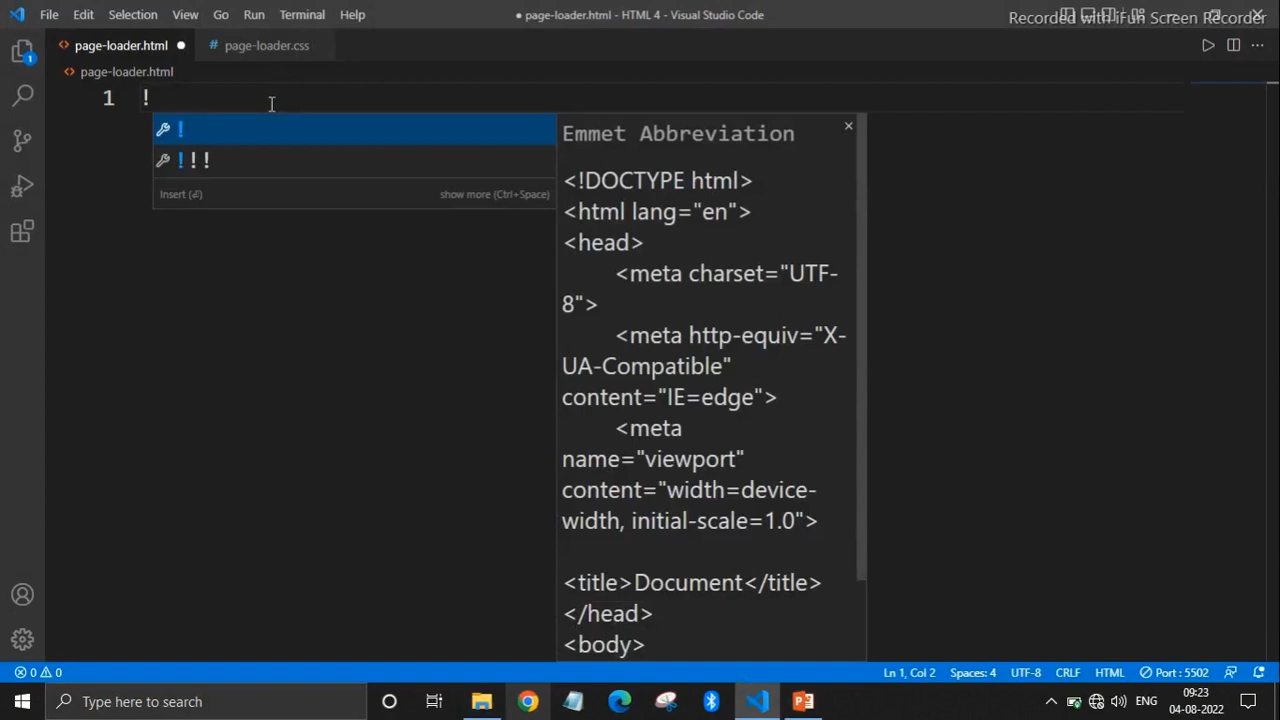 File Edit Selection View Go Run Terminal Help
● page-loader.html - HTML 4 - Visual Studio Code
Recorded with iFun Screen Recorder
<> page-loader.html ●
# page-loader.css
<> page-loader.html
1 !
!
!!!
Insert (⏎) show more (Ctrl+Space)
Emmet Abbreviation ×
<!DOCTYPE html>
<html lang="en">
<head>
<meta charset="UTF-
8">
<meta http-equiv="X-
UA-Compatible"
content="IE=edge">
<meta
name="viewport"
content="width=device-
width, initial-scale=1.0">
<title>Document</title>
</head>
<body>
1
0 0
Ln 1, Col 2 Spaces: 4 UTF-8 CRLF HTML Port : 5502
Type here to search
ENG
09:23
04-08-2022